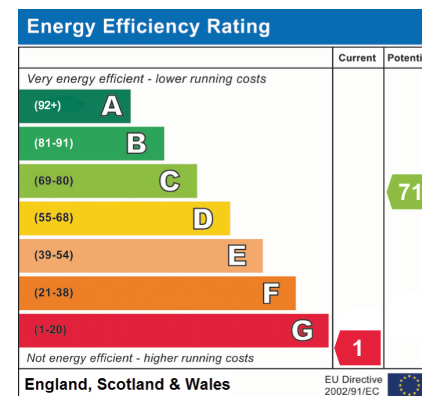 Energy Efficiency Rating
Current Potenti
Very energy efficient - lower running costs
(92+) A
(81-91) B
(69-80) C
71
(55-68) D
(39-54) E
(21-38) F
(1-20) G
1
Not energy efficient - higher running costs
England, Scotland & Wales
EU Directive
2002/91/EC